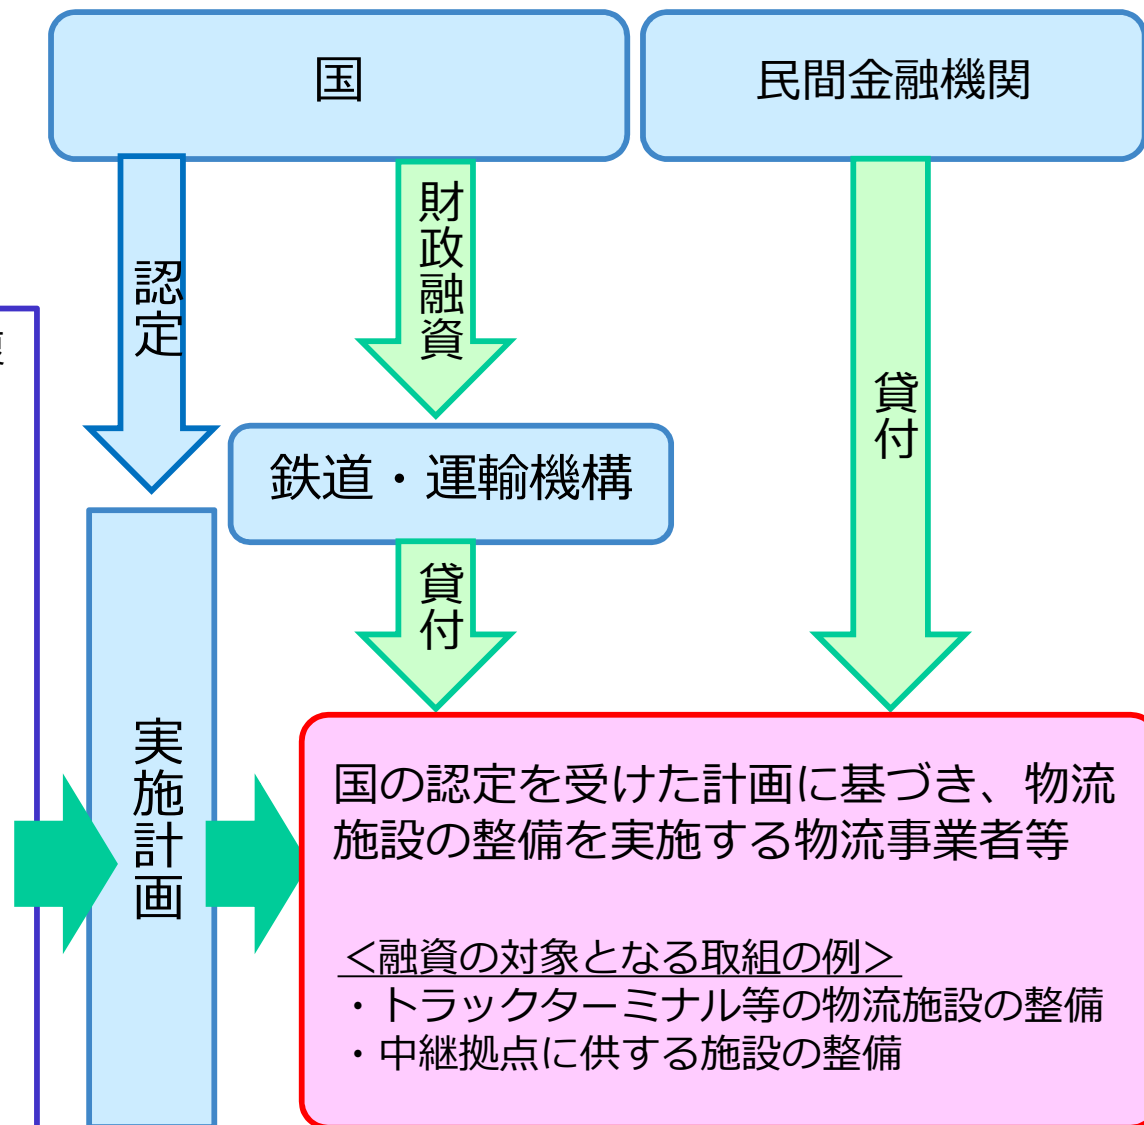 国
民間金融機関
認定
財政融資
貸付
鉄道・運輸機構
貸付
実施計画
国の認定を受けた計画に基づき、物流
施設の整備を実施する物流事業者等
＜融資の対象となる取組の例＞
・トラックターミナル等の物流施設の整備
・中継拠点に供する施設の整備